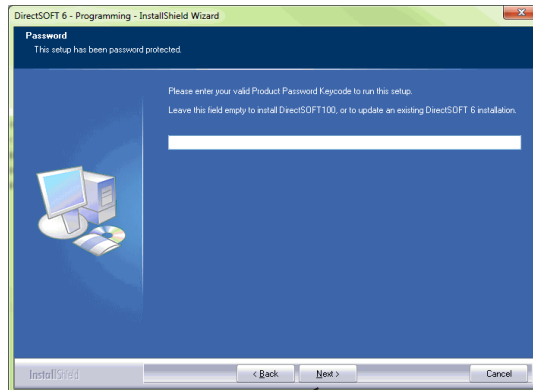 DirectSOFT 6 - Programming - InstallShield Wizard
Password
This setup has been password protected.
Please enter your valid Product Password Keycode to run this setup.
Leave this field empty to install DirectSOFT100, or to update an existing DirectSOFT 6 installation.
InstallShield
< Back
Next >
Cancel